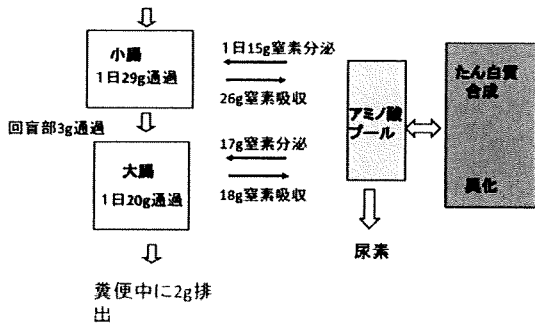 小腸
1日29g通過
1日15g窒素分泌
26g窒素吸収
回盲部3g通過
大腸
1日20g通過
17g窒素分泌
18g窒素吸収
アミノ酸
プール
たん白質
合成
異化
尿素
糞便中に2g排
出